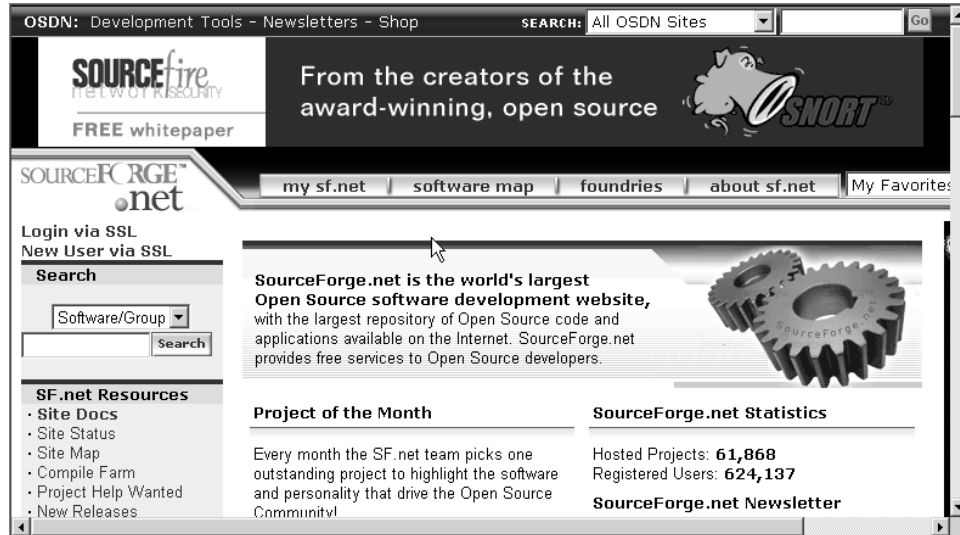 OSDN: Development Tools - Newsletters - Shop SEARCH: All OSDN Sites Go
SOURCEfire
network SECURITY
FREE whitepaper
From the creators of the
award-winning, open source
SNORT™
SOURCEFORGE™
.net
my sf.net | software map | foundries | about sf.net My Favorites
Login via SSL
New User via SSL
Search
Software/Group
Search
SourceForge.net is the world's largest
Open Source software development website,
with the largest repository of Open Source code and
applications available on the Internet. SourceForge.net
provides free services to Open Source developers.
SourceForge.net
SF.net Resources
· Site Docs
· Site Status
· Site Map
· Compile Farm
· Project Help Wanted
· New Releases
Project of the Month
Every month the SF.net team picks one
outstanding project to highlight the software
and personality that drive the Open Source
Community!
SourceForge.net Statistics
Hosted Projects: 61,868
Registered Users: 624,137
SourceForge.net Newsletter